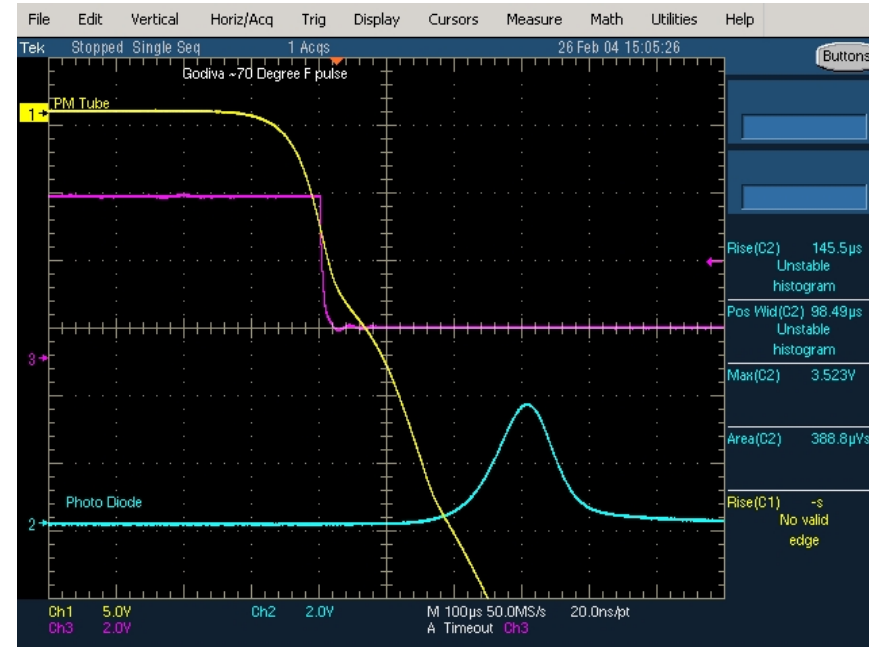 File Edit Vertical Horiz/Acq Trig Display Cursors Measure Math Utilities Help
Tek Stopped Single Seq 1 Acqs 26 Feb 04 15:05:26
Buttons
Godiva ~70 Degree F pulse
PM Tube
1
Rise(C2) 145.5µs
Unstable
histogram
Pos Wid(C2) 98.49µs
Unstable
histogram
3
Max(C2) 3.523V
Area(C2) 388.8µVs
Photo Diode
2
Rise(C1) -s
No valid
edge
Ch1 5.0V Ch2 2.0V M 100µs 50.0MS/s 20.0ns/pt
Ch3 2.0V A Timeout Ch3